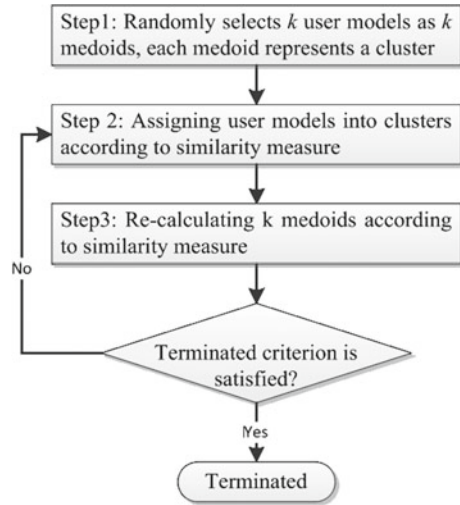 Step1: Randomly selects k user models as k
medoids, each medoid represents a cluster
Step 2: Assigning user models into clusters
according to similarity measure
Step3: Re-calculating k medoids according
to similarity measure
No
Terminated criterion is
satisfied?
Yes
Terminated